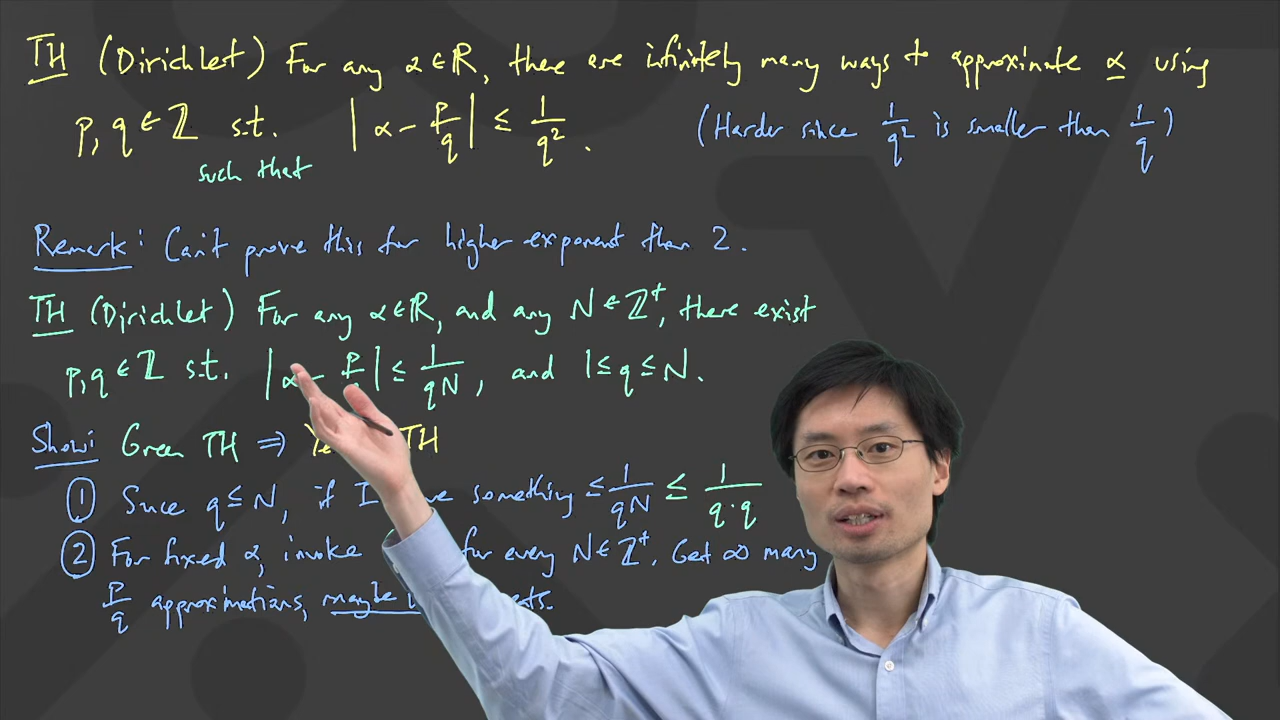 TH (Dirichlet) For any α∈ℝ, there are infinitely many ways to approximate α using
p, q ∈ ℤ s.t. |α - p/q| ≤ 1/q². (Harder since 1/q² is smaller than 1/q)
such that
Remark: Can't prove this for higher exponent than 2.
TH (Dirichlet) For any α∈ℝ, and any N∈ℤ⁺, there exist
p,q ∈ ℤ s.t. |α - p/ | ≤ 1/qN, and 1≤q≤N.
Show: Green TH ⇒ TH
① Since q≤N, if I something ≤ 1/qN ≤ 1/q·q
② For fixed α, invoke for every N∈ℤ⁺. Get ∞ many
p/q approximations, maybe